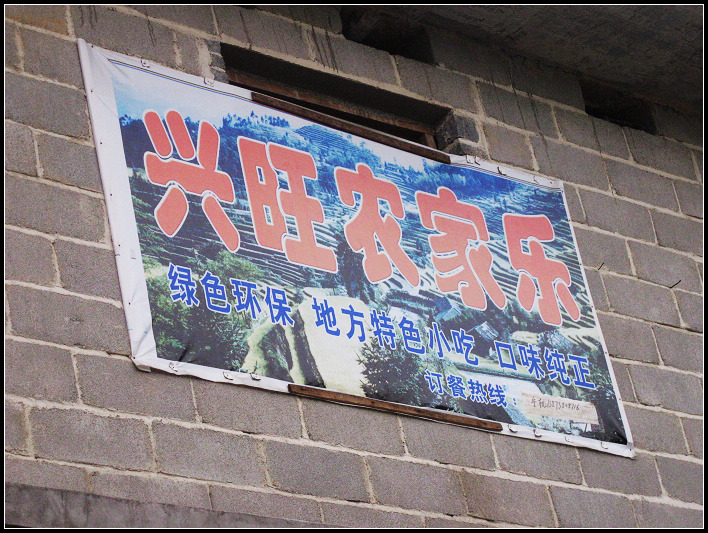 兴旺农家乐
绿色环保 地方特色小吃 口味纯正
订餐热线: